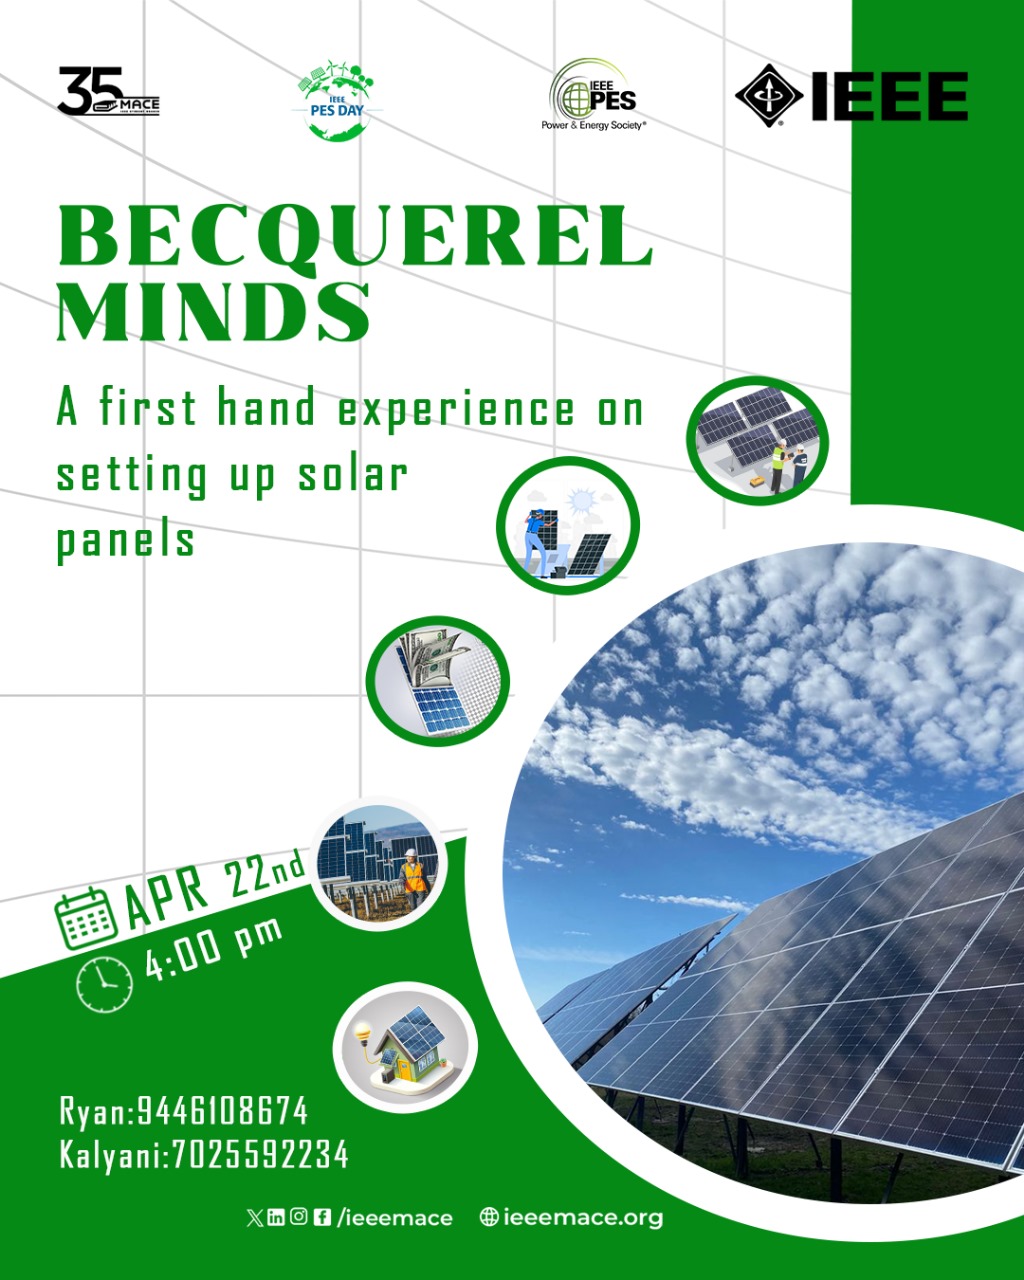 35 MACE
IEEE
PES DAY
IEEE
PES
Power & Energy Society®
IEEE
BECQUEREL
MINDS
A first hand experience on
setting up solar
panels
APR 22nd
4:00 pm
Ryan:9446108674
Kalyani:7025592234
/ieeemace
ieeemace.org